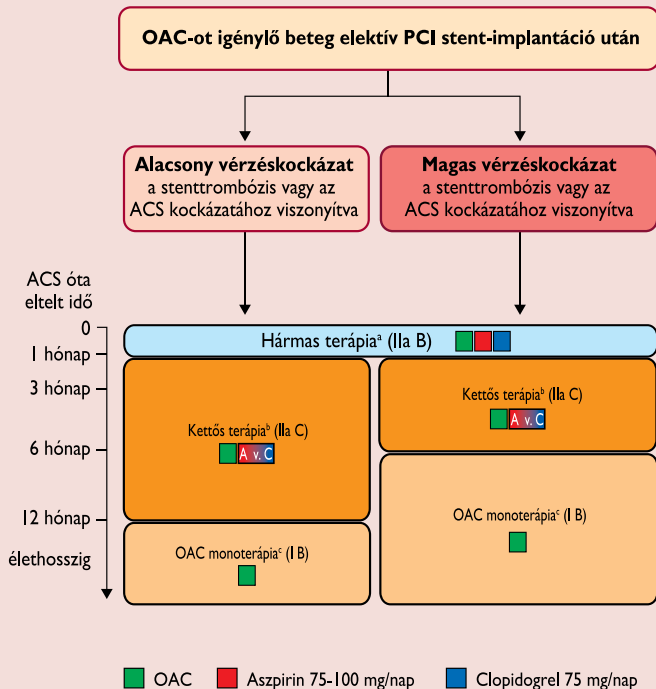 OAC-ot igénylő beteg elektív PCI stent-implantáció után
Alacsony vérzéskockázat
a stenttrombózis vagy az
ACS kockázatához viszonyítva
Magas vérzéskockázat
a stenttrombózis vagy az
ACS kockázatához viszonyítva
ACS óta
eltelt idő
0
1 hónap
3 hónap
6 hónap
12 hónap
élethosszig
Hármas terápiaᵃ (IIa B)
Kettős terápiaᵇ (IIa C)
A v. C
Kettős terápiaᵇ (IIa C)
A v. C
OAC monoterápiaᶜ (I B)
OAC monoterápiaᶜ (I B)
OAC
Aszpirin 75-100 mg/nap
Clopidogrel 75 mg/nap